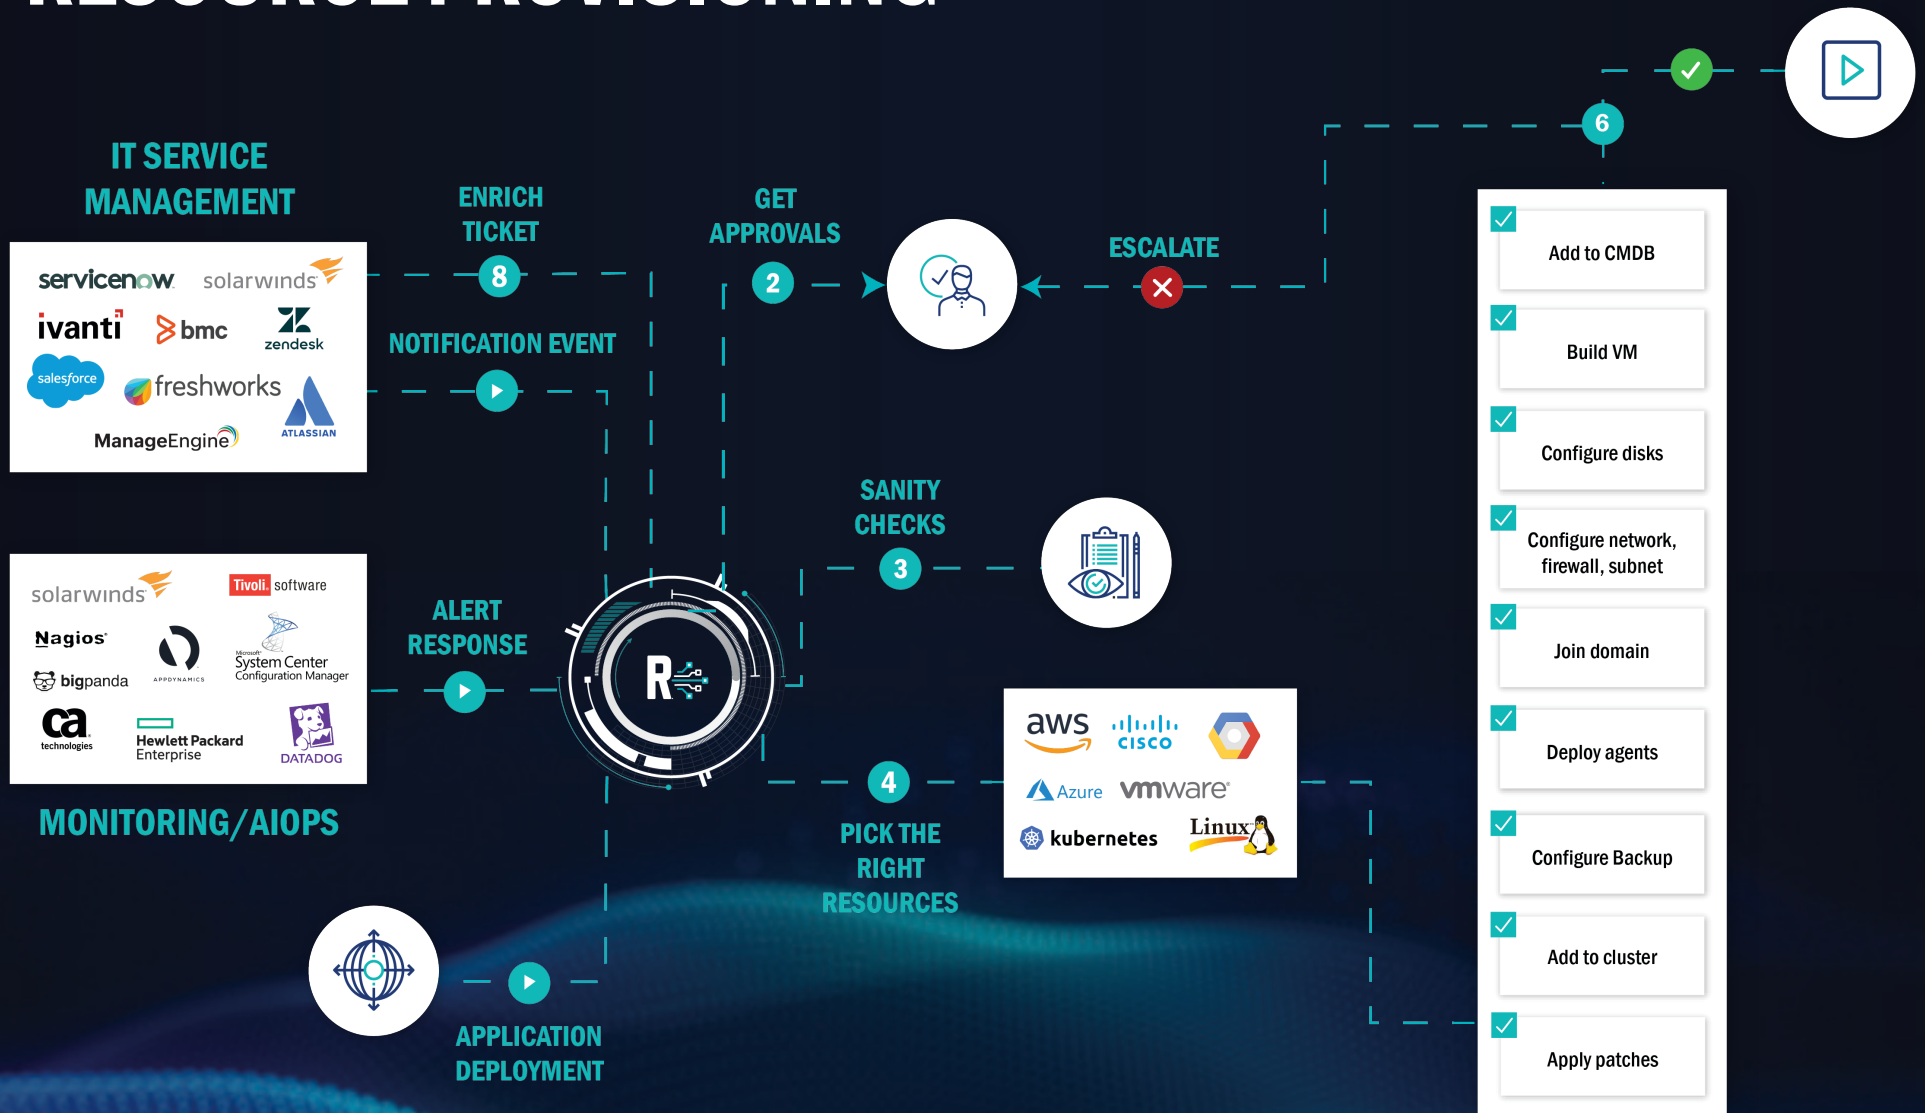 RESOURCE PROVISIONING
6
IT SERVICE
MANAGEMENT
ENRICH
TICKET
8
GET
APPROVALS
2
ESCALATE
servicenow
solarwinds
ivanti
bmc
zendesk
salesforce
freshworks
ATLASSIAN
ManageEngine
NOTIFICATION EVENT
SANITY
CHECKS
3
solarwinds
Tivoli. software
Nagios®
APPDYNAMICS
Microsoft®
System Center
Configuration Manager
bigpanda
ca
technologies
Hewlett Packard
Enterprise
DATADOG
MONITORING/AIOPS
ALERT
RESPONSE
R
4
PICK THE
RIGHT
RESOURCES
aws
CISCO
Azure
vmware®
kubernetes
Linux
APPLICATION
DEPLOYMENT
Add to CMDB
Build VM
Configure disks
Configure network,
firewall, subnet
Join domain
Deploy agents
Configure Backup
Add to cluster
Apply patches